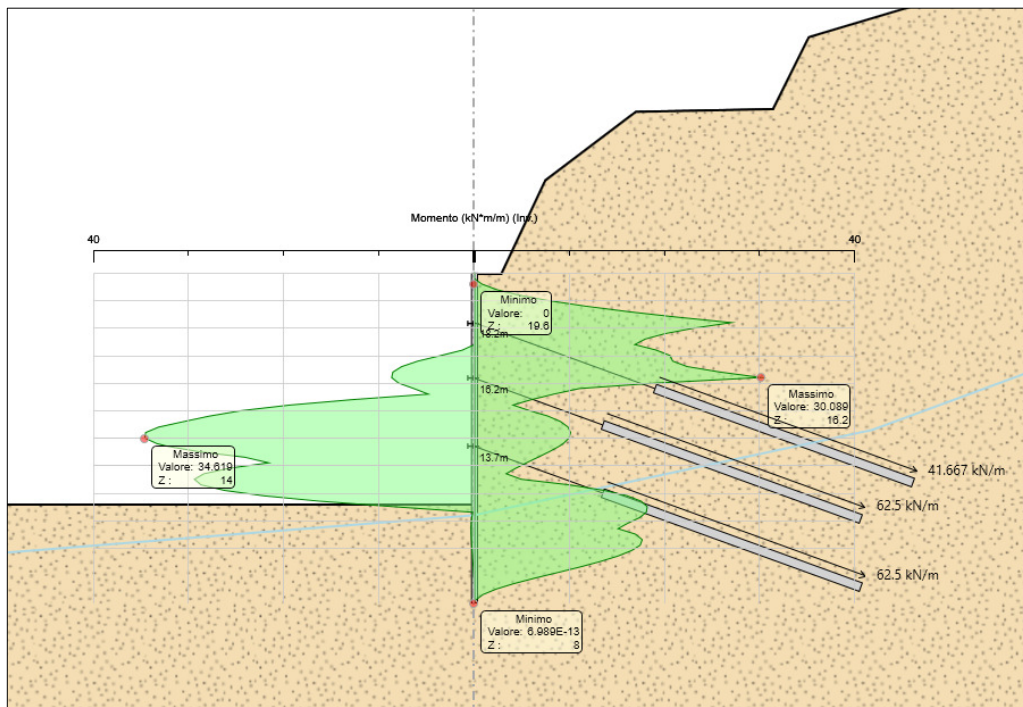 Momento (kN*m/m) (Inv.)
40
40
Minimo
Valore: 0
Z : 19.6
18.2m
16.2m
Massimo
Valore: 30.089
Z : 16.2
Massimo
Valore: 34.619
Z : 14
13.7m
41.667 kN/m
62.5 kN/m
62.5 kN/m
Minimo
Valore: 6.989E-13
Z : 8